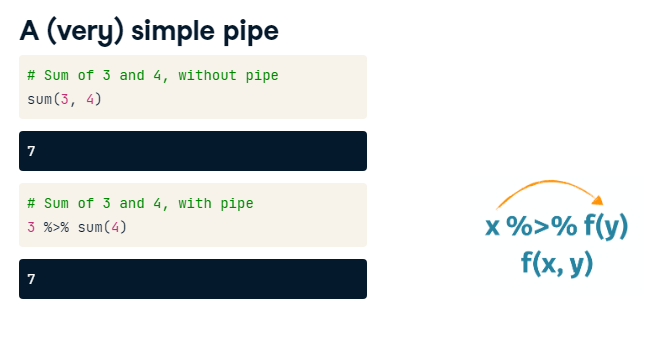 A (very) simple pipe
# Sum of 3 and 4, without pipe
sum(3, 4)
7
# Sum of 3 and 4, with pipe
3 %>% sum(4)
7
x %>% f(y)
f(x, y)